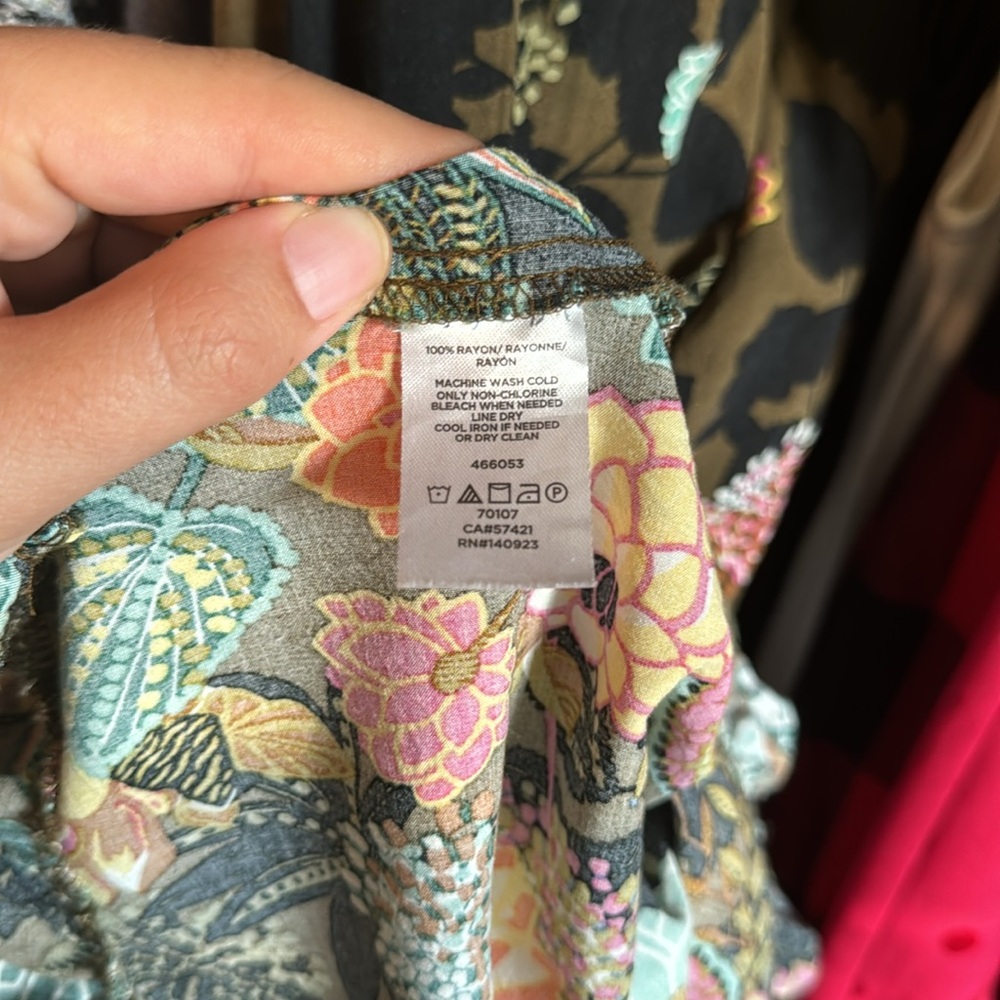 100% RAYON/ RAYONNE/
RAYÓN
MACHINE WASH COLD
ONLY NON-CHLORINE
BLEACH WHEN NEEDED
LINE DRY
COOL IRON IF NEEDED
OR DRY CLEAN
466053
P
70107
CA#57421
RN#140923